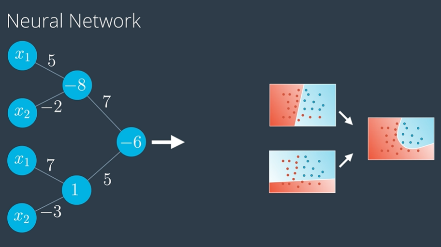 Neural Network
x₁
5
−8
x₂
−2
7
−6
x₁
7
1
5
x₂
−3